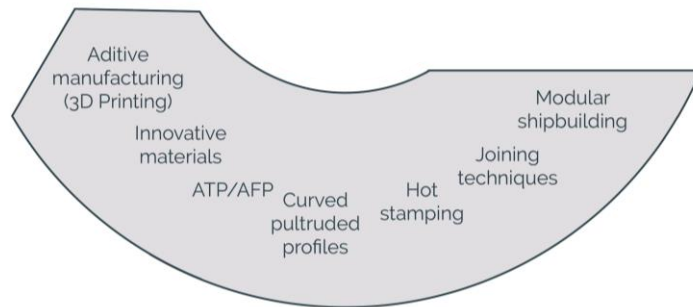 Aditive
manufacturing
(3D Printing)
Innovative
materials
ATP/AFP
Curved
pultruded
profiles
Hot
stamping
Joining
techniques
Modular
shipbuilding